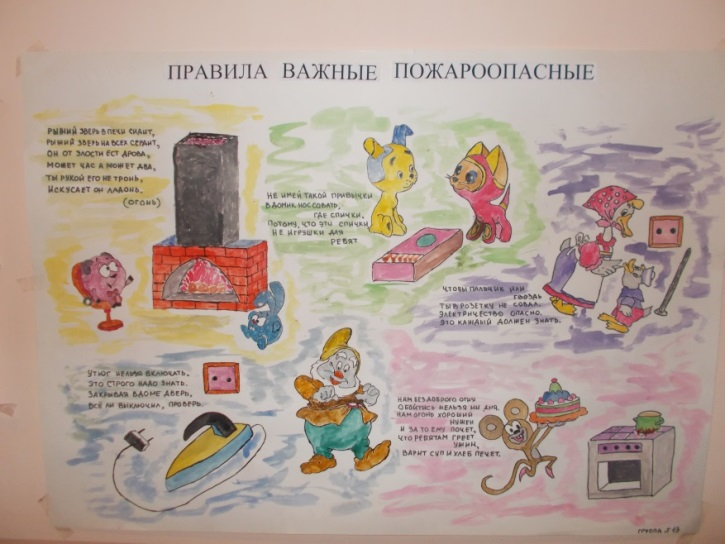 ПРАВИЛА ВАЖНЫЕ ПОЖАРООПАСНЫЕ
РЫЖИЙ ЗВЕРЬ В ПЕЧИ СИДИТ,
РЫЖИЙ ЗВЕРЬ НА ВСЕХ СЕРДИТ,
ОН ОТ ЗЛОСТИ ЕСТ ДРОВА,
МОЖЕТ ЧАС А МОЖЕТ ДВА,
ТЫ РУКОЙ ЕГО НЕ ТРОНЬ,
ИСКУСАЕТ ОН ЛАДОНЬ.
(ОГОНЬ)
НЕ ИМЕЙ ТАКОЙ ПРИВЫЧКИ
В ДОМИК НОС СОВАТЬ,
ГДЕ СПИЧКИ,
ПОТОМУ, ЧТО ЭТИ СПИЧКИ
НЕ ИГРУШКИ ДЛЯ
РЕБЯТ
ЧТОБЫ ПАЛЬЧИК ИЛИ
ГВОЗДЬ
ТЫ В РОЗЕТКУ НЕ СОВАЛ.
ЭЛЕКТРИЧЕСТВО ОПАСНО.
ЭТО КАЖДЫЙ ДОЛЖЕН ЗНАТЬ.
УТЮГ НЕЛЬЗЯ ВКЛЮЧАТЬ,
ЭТО СТРОГО НАДО ЗНАТЬ.
ЗАКРЫВАЯ В ДОМЕ ДВЕРЬ,
ВСЁ ЛИ ВЫКЛЮЧИЛ, ПРОВЕРЬ.
НАМ БЕЗ ДОБРОГО ОГНЯ
ОБОЙТИСЬ НЕЛЬЗЯ НИ ДНЯ.
НАМ ОГОНЬ ХОРОШИЙ
НУЖЕН
И ЗА ТО ЕМУ ПОЧЕТ,
ЧТО РЕБЯТАМ ГРЕЕТ
УЖИН,
ВАРИТ СУП И ХЛЕБ ПЕЧЕТ.
ГРУППА